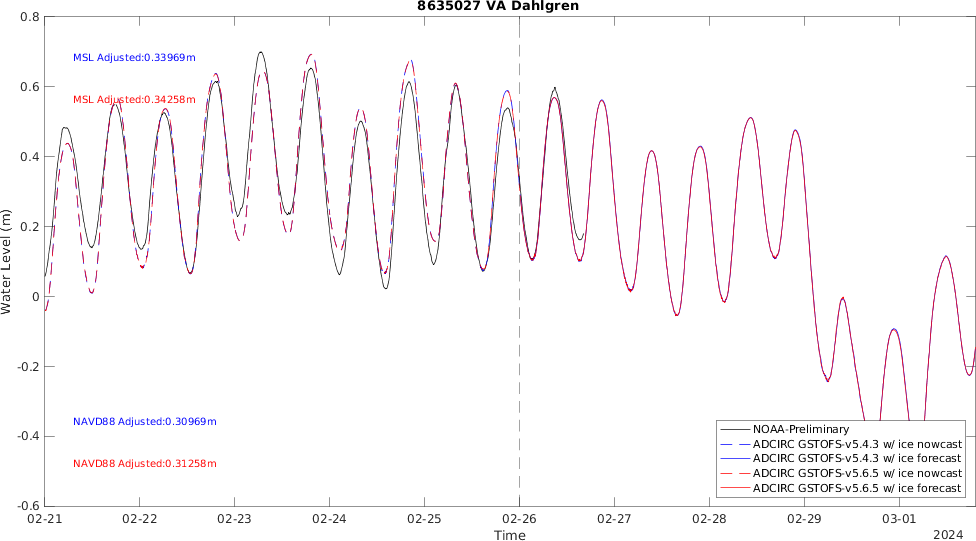 8635027 VA Dahlgren
0.8
0.6
0.4
0.2
0
-0.2
-0.4
-0.6
Water Level (m)
MSL Adjusted:0.33969m
MSL Adjusted:0.34258m
NAVD88 Adjusted:0.30969m
NAVD88 Adjusted:0.31258m
NOAA-Preliminary
ADCIRC GSTOFS-v5.4.3 w/ ice nowcast
ADCIRC GSTOFS-v5.4.3 w/ ice forecast
ADCIRC GSTOFS-v5.6.5 w/ ice nowcast
ADCIRC GSTOFS-v5.6.5 w/ ice forecast
02-21 02-22 02-23 02-24 02-25 02-26 02-27 02-28 02-29 03-01
Time
2024